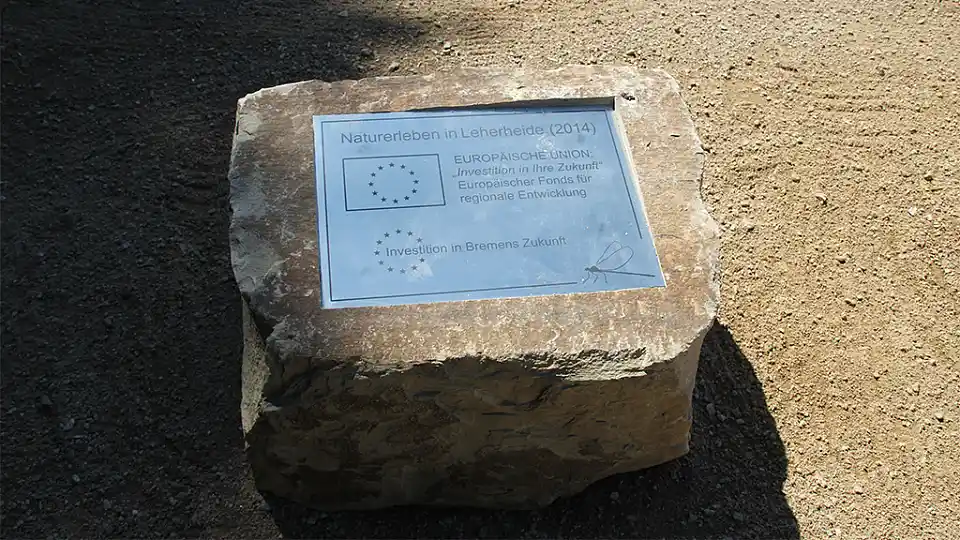 Naturerleben in Leherheide (2014)
EUROPÄISCHE UNION:
„Investition in Ihre Zukunft“
Europäischer Fonds für
regionale Entwicklung
Investition in Bremens Zukunft